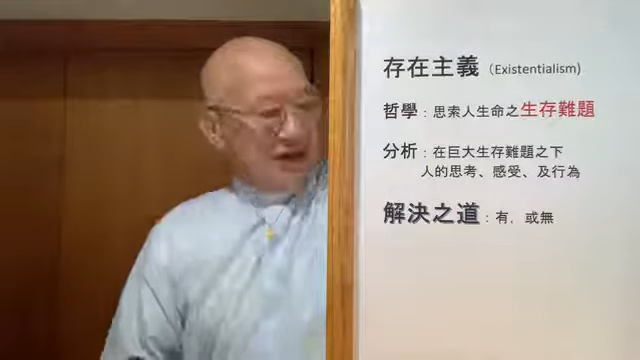 存在主義 (Existentialism)
哲學：思索人生命之生存難題
分析：在巨大生存難題之下
人的思考、感受、及行為
解決之道：有，或無